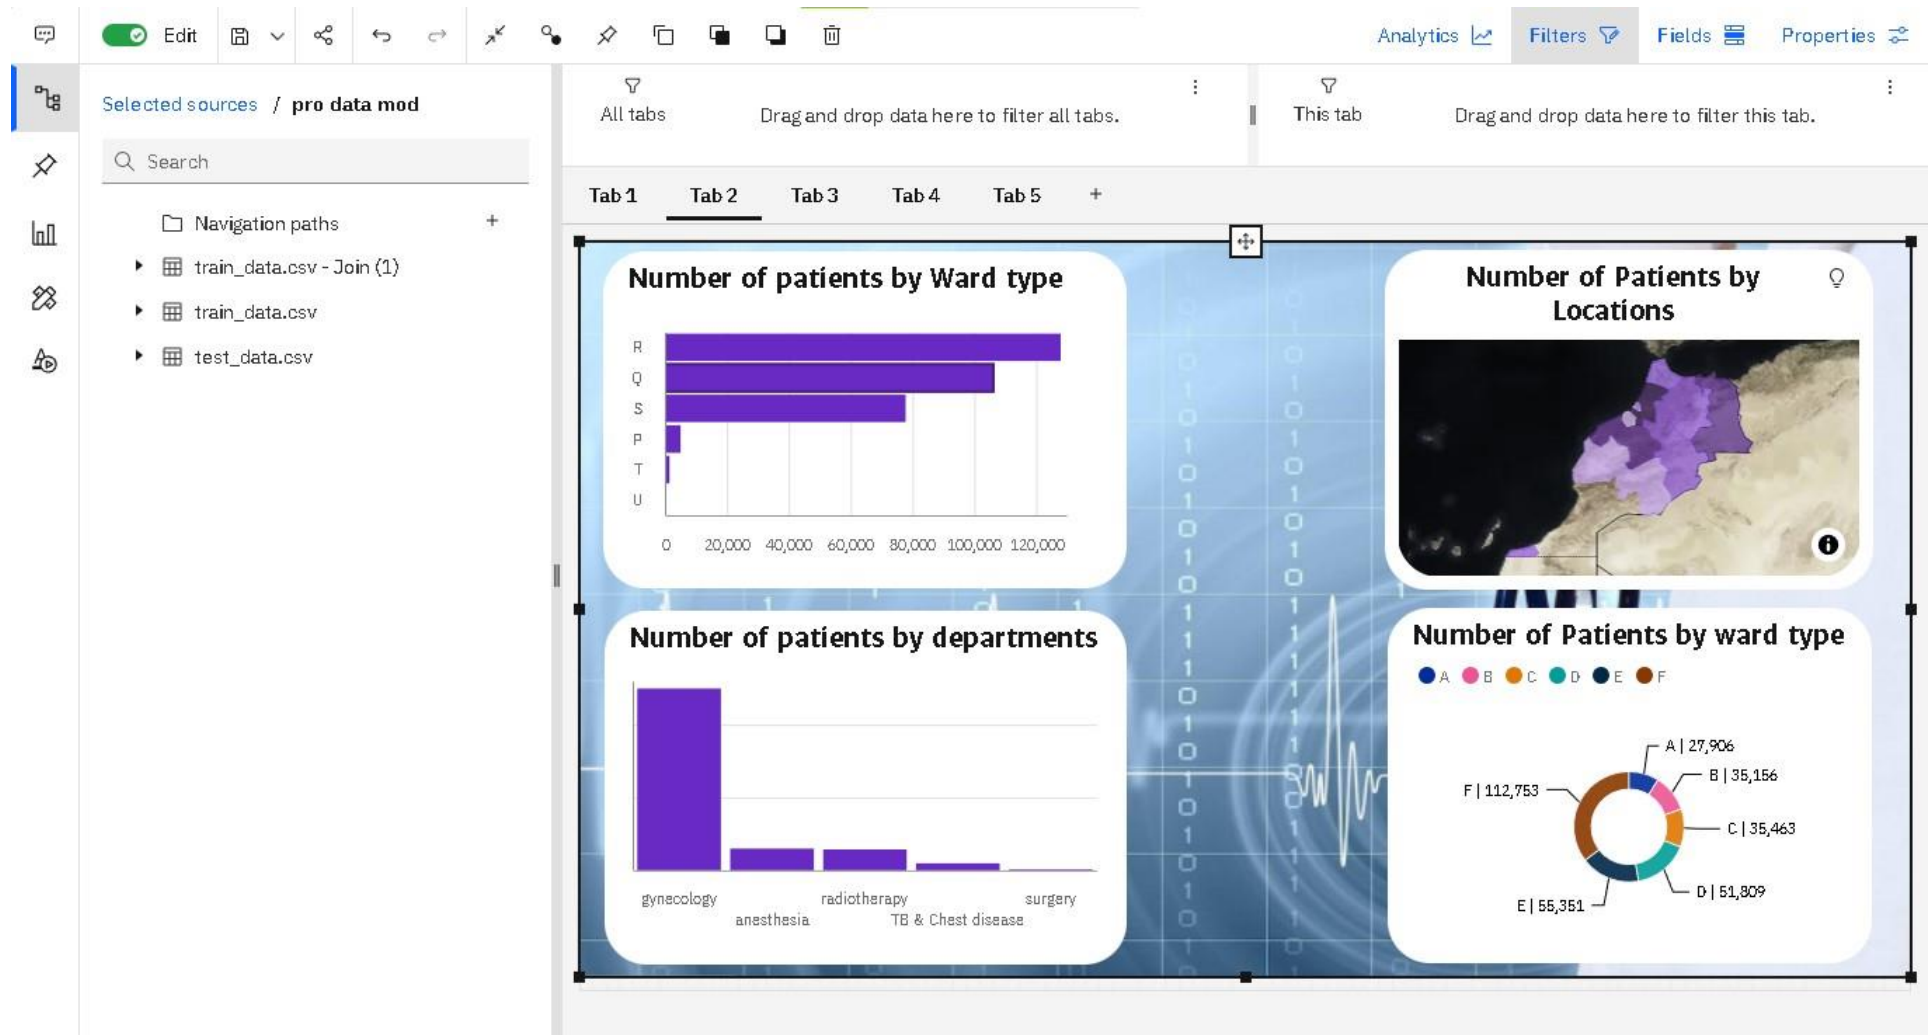 Edit
Analytics
Filters
Fields
Properties
Selected sources / pro data mod
Search
Navigation paths
train_data.csv - Join (1)
train_data.csv
test_data.csv
All tabs
Drag and drop data here to filter all tabs.
This tab
Drag and drop data here to filter this tab.
Tab 1
Tab 2
Tab 3
Tab 4
Tab 5
Number of patients by Ward type
R
Q
S
P
T
U
0 20,000 40,000 60,000 80,000 100,000 120,000
Number of Patients by
Locations
Number of patients by departments
gynecology
anesthesia
radiotherapy
TB & Chest disease
surgery
Number of Patients by ward type
A B C D E F
A | 27,906
B | 35,156
C | 35,463
D | 51,809
E | 55,351
F | 112,753